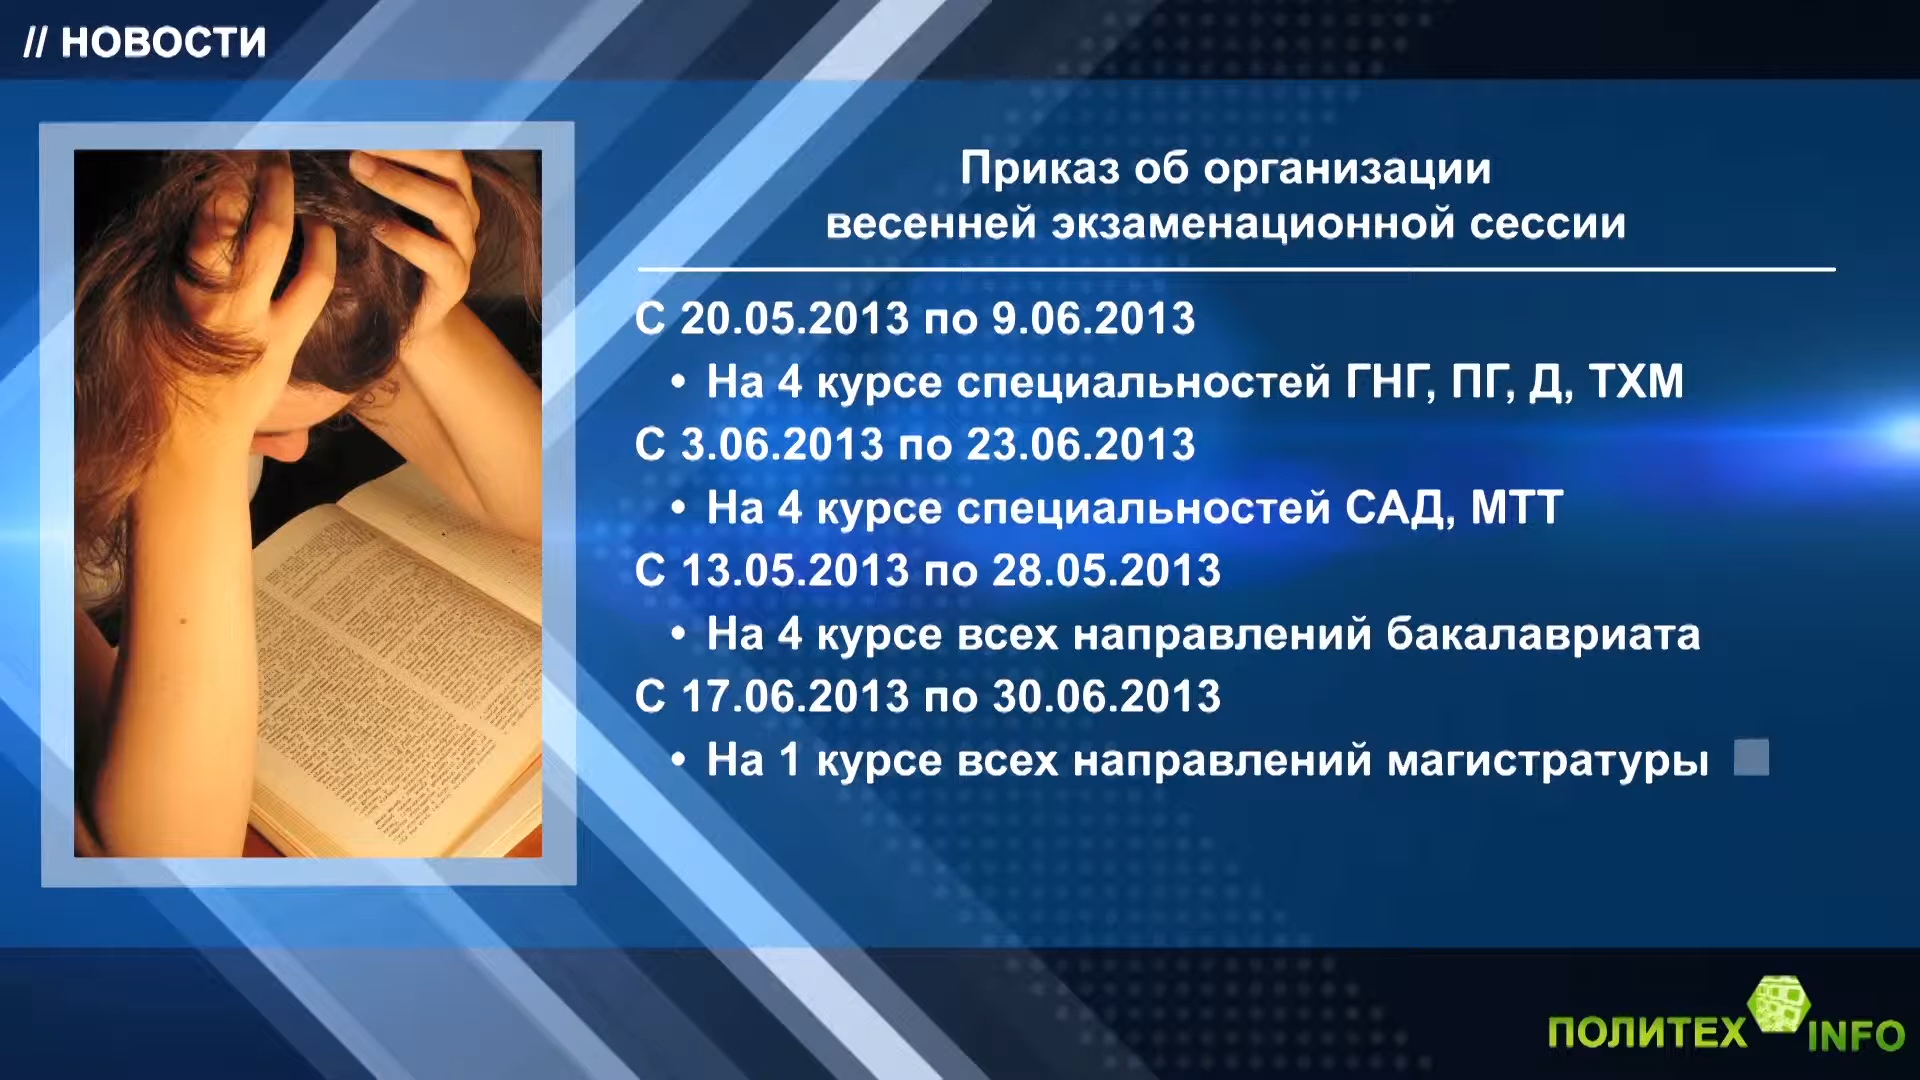 // НОВОСТИ
Приказ об организации
весенней экзаменационной сессии
С 20.05.2013 по 9.06.2013
• На 4 курсе специальностей ГНГ, ПГ, Д, ТХМ
С 3.06.2013 по 23.06.2013
• На 4 курсе специальностей САД, МТТ
С 13.05.2013 по 28.05.2013
• На 4 курсе всех направлений бакалавриата
С 17.06.2013 по 30.06.2013
• На 1 курсе всех направлений магистратуры
ПОЛИТЕХ INFO